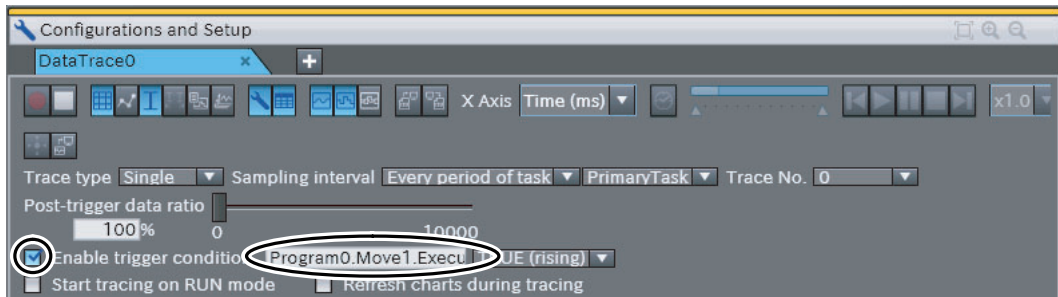 Configurations and Setup
DataTrace0 x +
X Axis Time (ms) x1.0
Trace type Single Sampling interval Every period of task PrimaryTask Trace No. 0
Post-trigger data ratio
100 % 0 10000
Enable trigger condition Program0.Move1.Execu TRUE (rising)
Start tracing on RUN mode Refresh charts during tracing